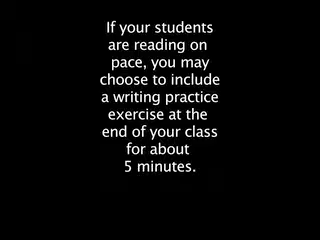 If your students
are reading on
pace, you may
choose to include
a writing practice
exercise at the
end of your class
for about
5 minutes.